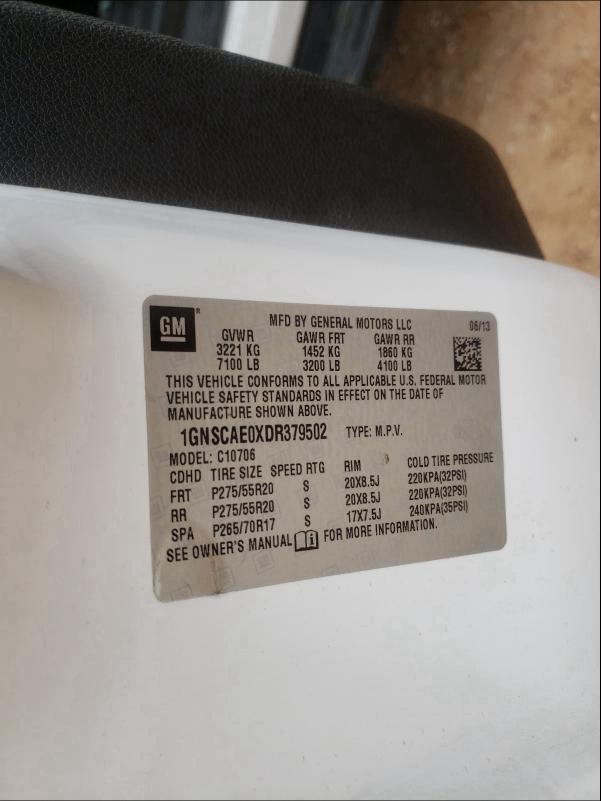 GM
MFD BY GENERAL MOTORS LLC 06/13
GVWR GAWR FRT GAWR RR
3221 KG 1452 KG 1860 KG
7100 LB 3200 LB 4100 LB
THIS VEHICLE CONFORMS TO ALL APPLICABLE U.S. FEDERAL MOTOR
VEHICLE SAFETY STANDARDS IN EFFECT ON THE DATE OF
MANUFACTURE SHOWN ABOVE.
1GNSCAE0XDR379502 TYPE: M.P.V.
MODEL: C10706
CDHD TIRE SIZE SPEED RTG RIM COLD TIRE PRESSURE
FRT P275/55R20 S 20X8.5J 220KPA(32PSI)
RR P275/55R20 S 20X8.5J 220KPA(32PSI)
SPA P265/70R17 S 17X7.5J 240KPA(35PSI)
SEE OWNER'S MANUAL FOR MORE INFORMATION.